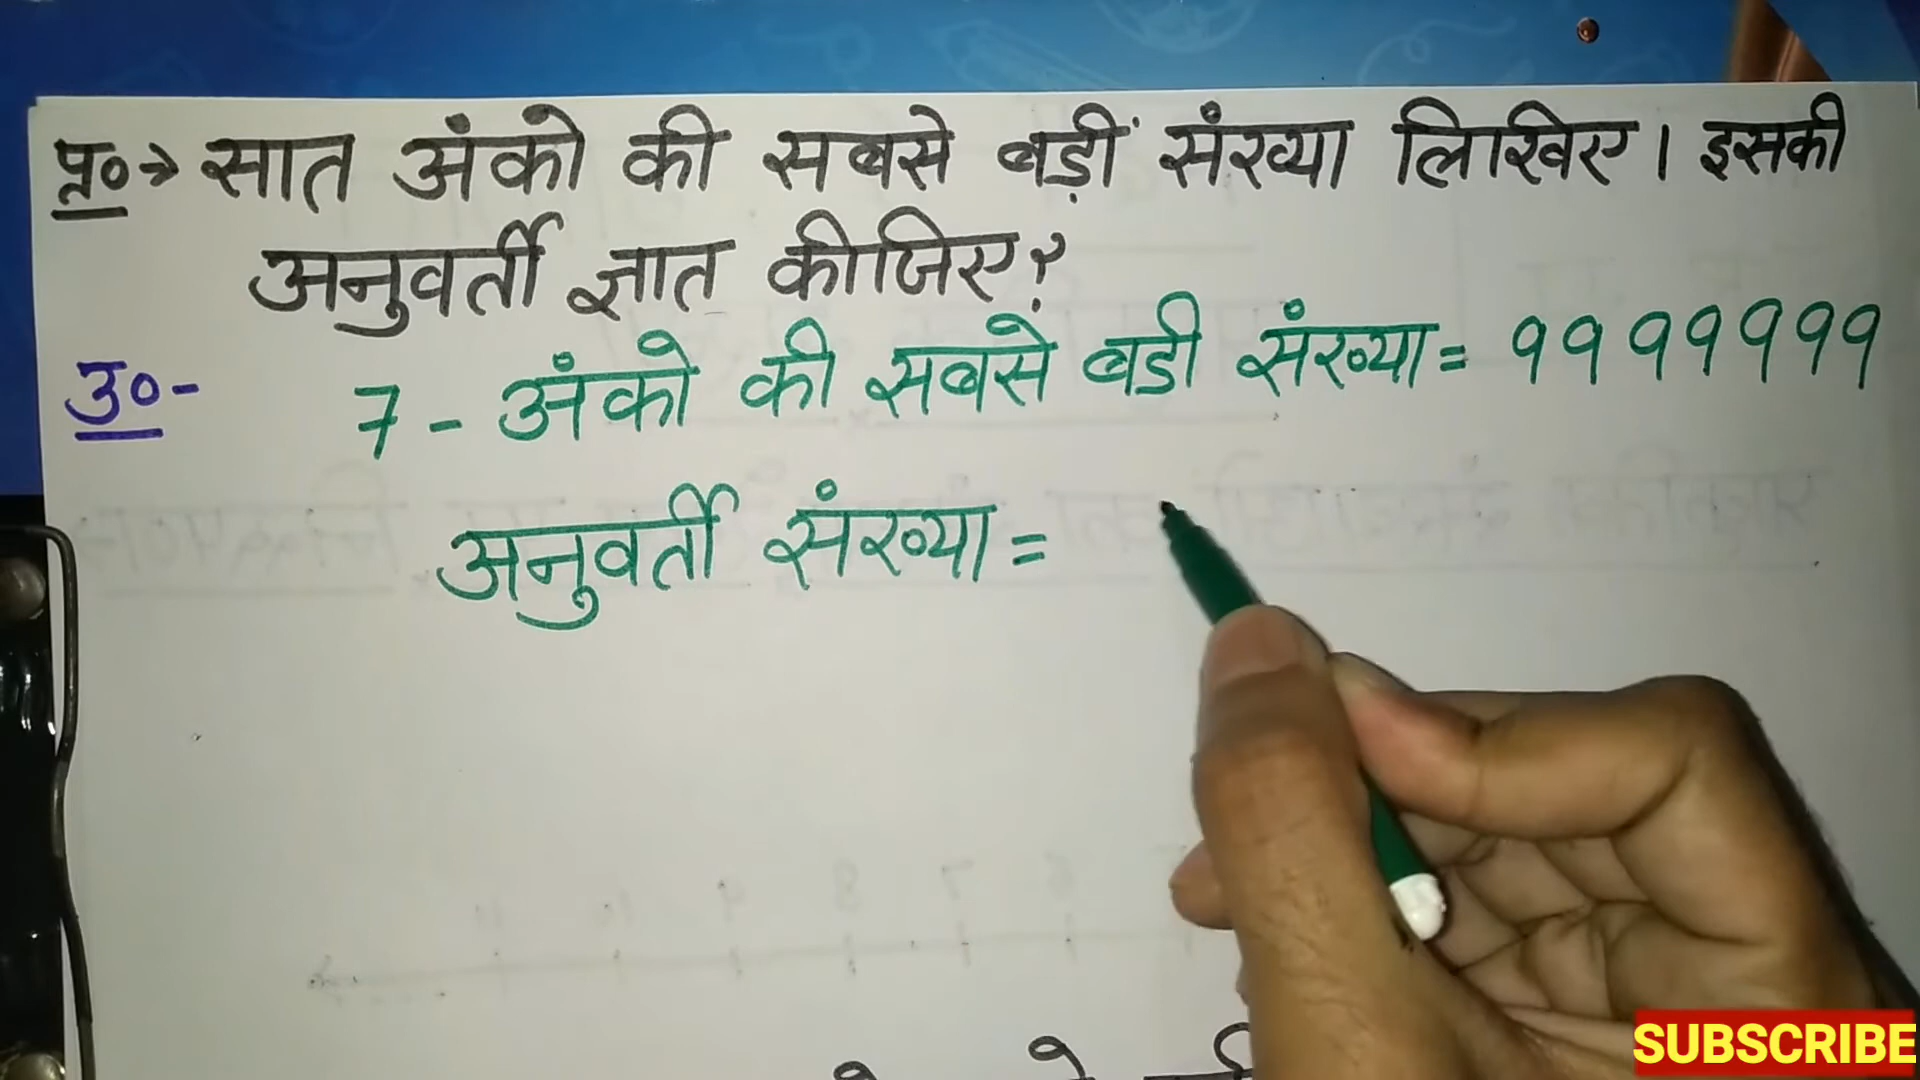 प्र०→ सात अंको की सबसे बड़ीं संख्या लिखिए। इसकी
अनुवर्ती ज्ञात कीजिए?
उ०- 7 - अंको की सबसे बडी संख्या = 9999999
अनुवर्ती संख्या =
SUBSCRIBE